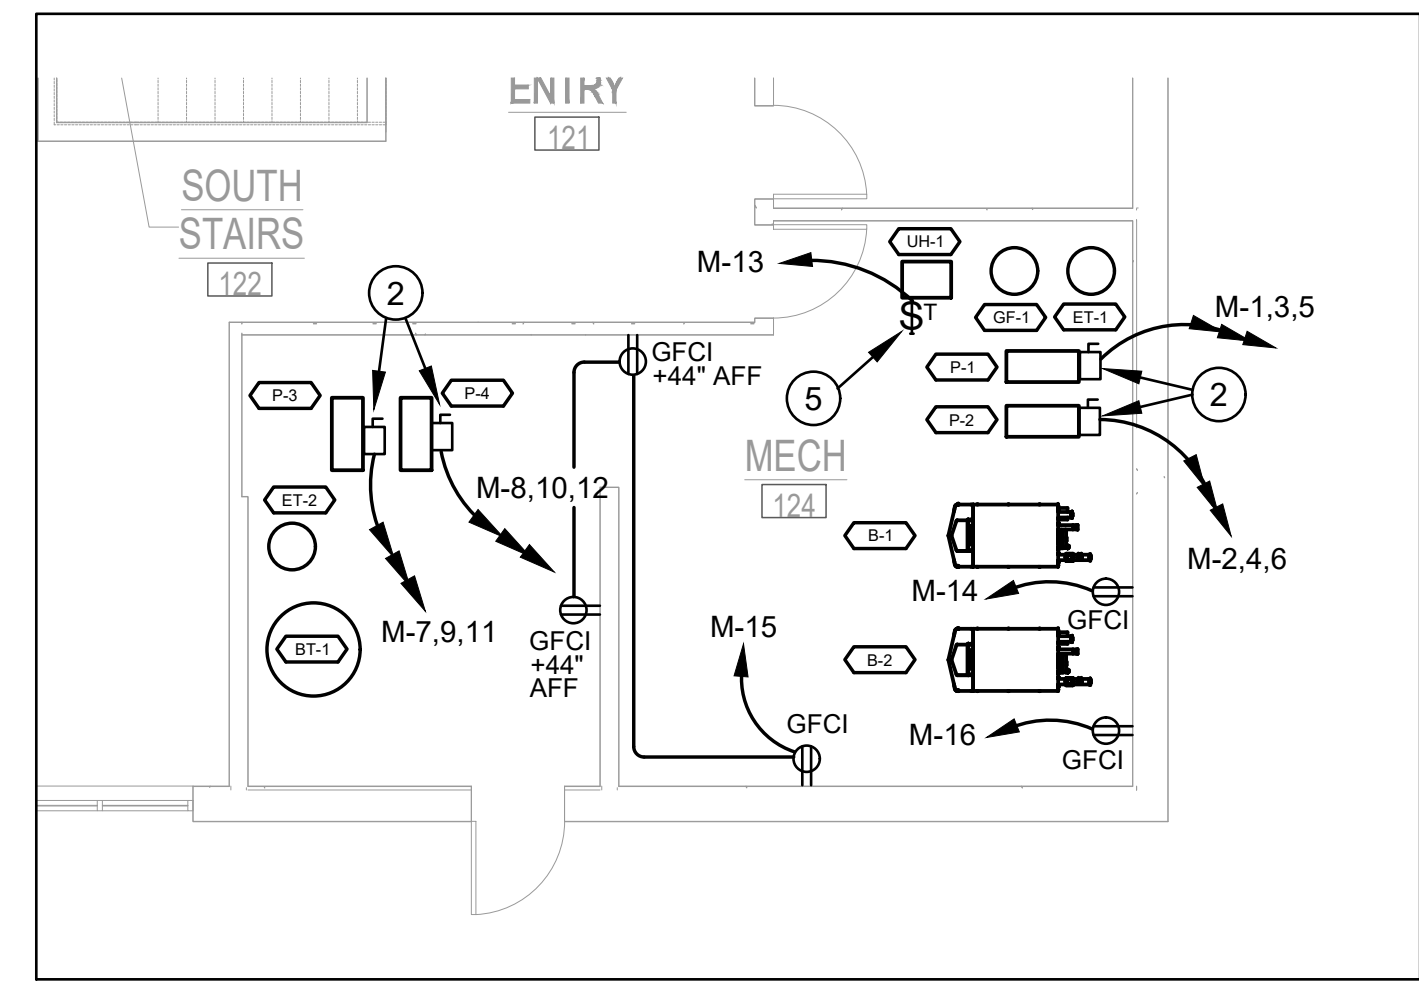 ENTRY
121
SOUTH
STAIRS
122
2
M-13
UH-1
$T
GF-1
ET-1
M-1,3,5
GFCI
+44" AFF
P-3
P-4
5
P-1
P-2
2
MECH
124
M-8,10,12
ET-2
B-1
M-2,4,6
M-14
GFCI
M-7,9,11
BT-1
GFCI
+44"
AFF
M-15
B-2
GFCI
M-16
GFCI